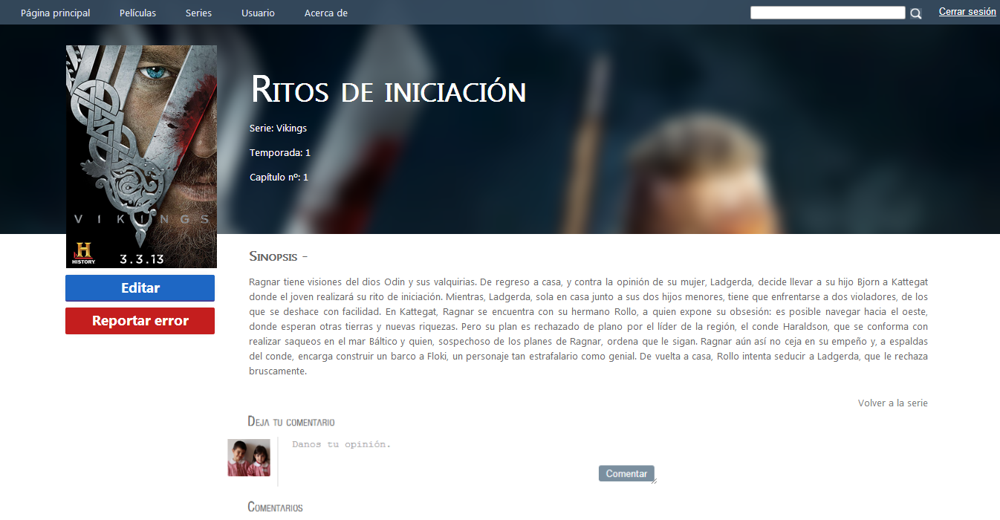 Página principal Películas Series Usuario Acerca de Cerrar sesión
Ritos de iniciación
Serie: Vikings
Temporada: 1
Capítulo nº: 1
VIKINGS
H
HISTORY
3.3.13
Editar
Reportar error
Sinopsis -
Ragnar tiene visiones del dios Odin y sus valquirias. De regreso a casa, y contra la opinión de su mujer, Ladgerda, decide llevar a su hijo Bjorn a Kattegat
donde el joven realizará su rito de iniciación. Mientras, Ladgerda, sola en casa junto a sus dos hijos menores, tiene que enfrentarse a dos violadores, de los
que se deshace con facilidad. En Kattegat, Ragnar se encuentra con su hermano Rollo, a quien expone su obsesión: es posible navegar hacia el oeste,
donde esperan otras tierras y nuevas riquezas. Pero su plan es rechazado de plano por el líder de la región, el conde Haraldson, que se conforma con
realizar saqueos en el mar Báltico y quien, sospechoso de los planes de Ragnar, ordena que le sigan. Ragnar aún así no ceja en su empeño y, a espaldas
del conde, encarga construir un barco a Floki, un personaje tan estrafalario como genial. De vuelta a casa, Rollo intenta seducir a Ladgerda, que le rechaza
bruscamente.
Volver a la serie
Deja tu comentario
Danos tu opinión.
Comentar
Comentarios